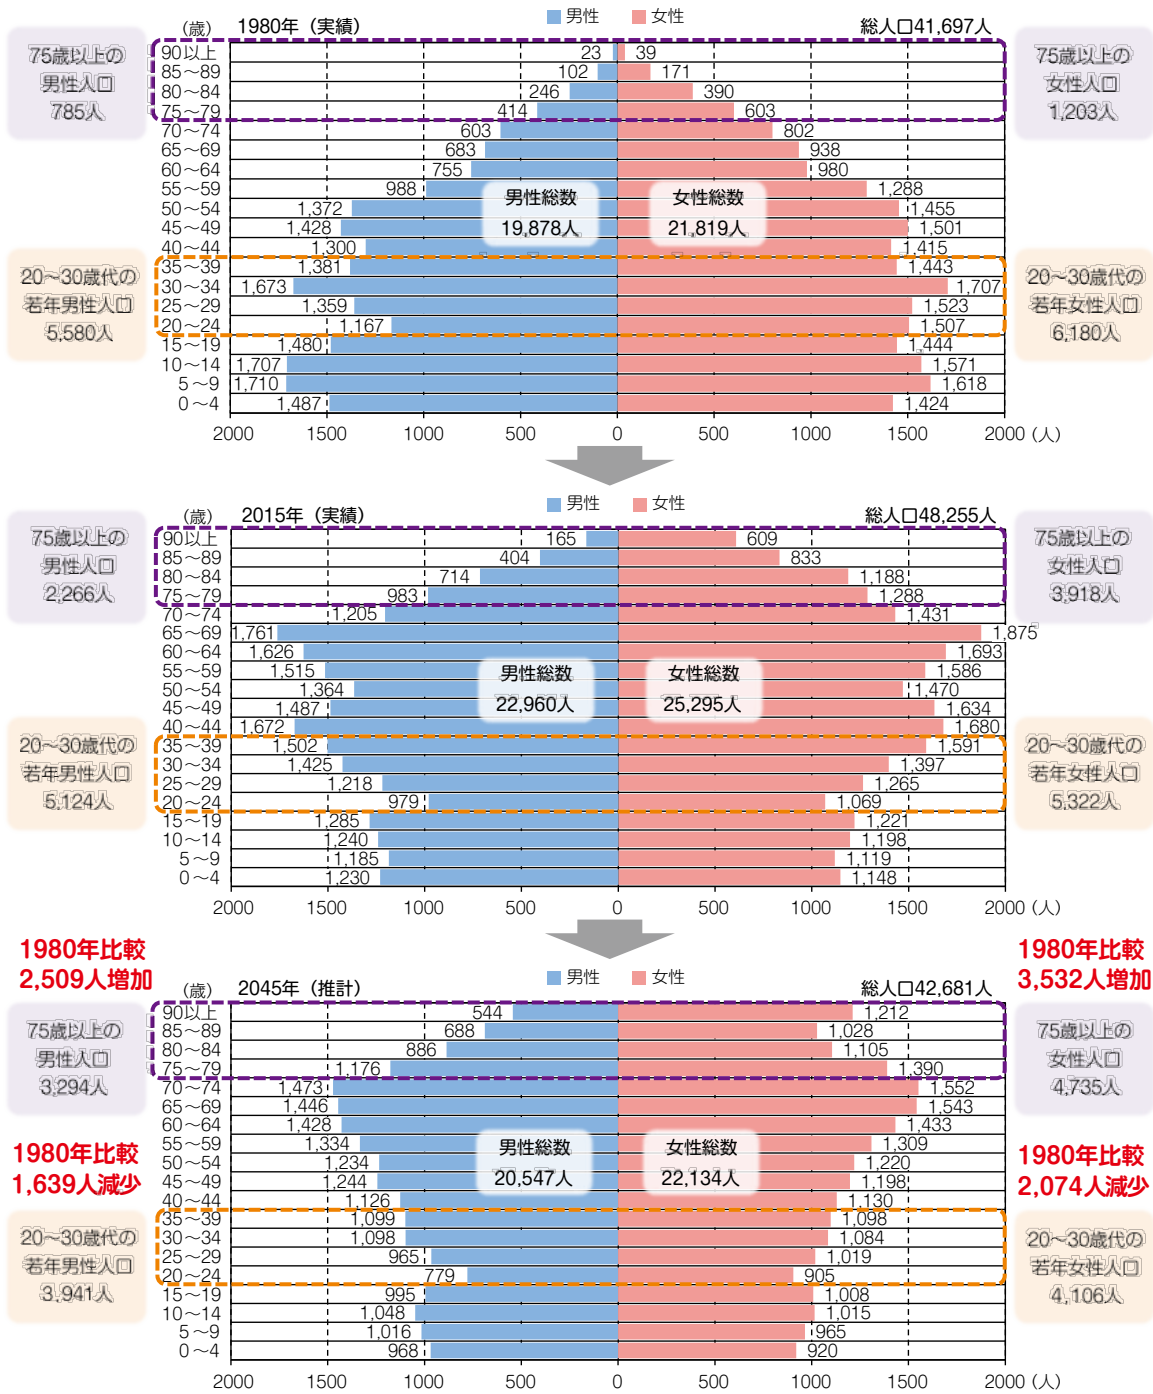 男性 女性
(歳) 1980年（実績） 総人口41,697人
75歳以上の
男性人口
785人
75歳以上の
女性人口
1,203人
90以上 23 39
85～89 102 171
80～84 246 390
75～79 414 603
70～74 603 802
65～69 683 938
60～64 755 980
55～59 988 1,288
50～54 1,372 1,455
45～49 1,428 1,501
40～44 1,300 1,415
35～39 1,381 1,443
30～34 1,673 1,707
25～29 1,359 1,523
20～24 1,167 1,507
15～19 1,480 1,444
10～14 1,707 1,571
5～9 1,710 1,618
0～4 1,487 1,424
男性総数
19,878人
女性総数
21,819人
20～30歳代の
若年男性人口
5,580人
20～30歳代の
若年女性人口
6,180人
2000 1500 1000 500 0 500 1000 1500 2000 (人)
男性 女性
(歳) 2015年（実績） 総人口48,255人
75歳以上の
男性人口
2,266人
75歳以上の
女性人口
3,918人
90以上 165 609
85～89 404 833
80～84 714 1,188
75～79 983 1,288
70～74 1,205 1,431
65～69 1,761 1,875
60～64 1,626 1,693
55～59 1,515 1,586
50～54 1,364 1,470
45～49 1,487 1,634
40～44 1,672 1,680
35～39 1,502 1,591
30～34 1,425 1,397
25～29 1,218 1,265
20～24 979 1,069
15～19 1,285 1,221
10～14 1,240 1,198
5～9 1,185 1,119
0～4 1,230 1,148
男性総数
22,960人
女性総数
25,295人
20～30歳代の
若年男性人口
5,124人
20～30歳代の
若年女性人口
5,322人
2000 1500 1000 500 0 500 1000 1500 2000 (人)
1980年比較
2,509人増加
1980年比較
3,532人増加
男性 女性
(歳) 2045年（推計） 総人口42,681人
75歳以上の
男性人口
3,294人
75歳以上の
女性人口
4,735人
90以上 544 1,212
85～89 688 1,028
80～84 886 1,105
75～79 1,176 1,390
70～74 1,473 1,552
65～69 1,446 1,543
60～64 1,428 1,433
55～59 1,334 1,309
50～54 1,234 1,220
45～49 1,244 1,198
40～44 1,126 1,130
35～39 1,099 1,098
30～34 1,098 1,084
25～29 965 1,019
20～24 779 905
15～19 995 1,008
10～14 1,048 1,015
5～9 1,016 965
0～4 968 920
男性総数
20,547人
女性総数
22,134人
1980年比較
1,639人減少
1980年比較
2,074人減少
20～30歳代の
若年男性人口
3,941人
20～30歳代の
若年女性人口
4,106人
2000 1500 1000 500 0 500 1000 1500 2000 (人)